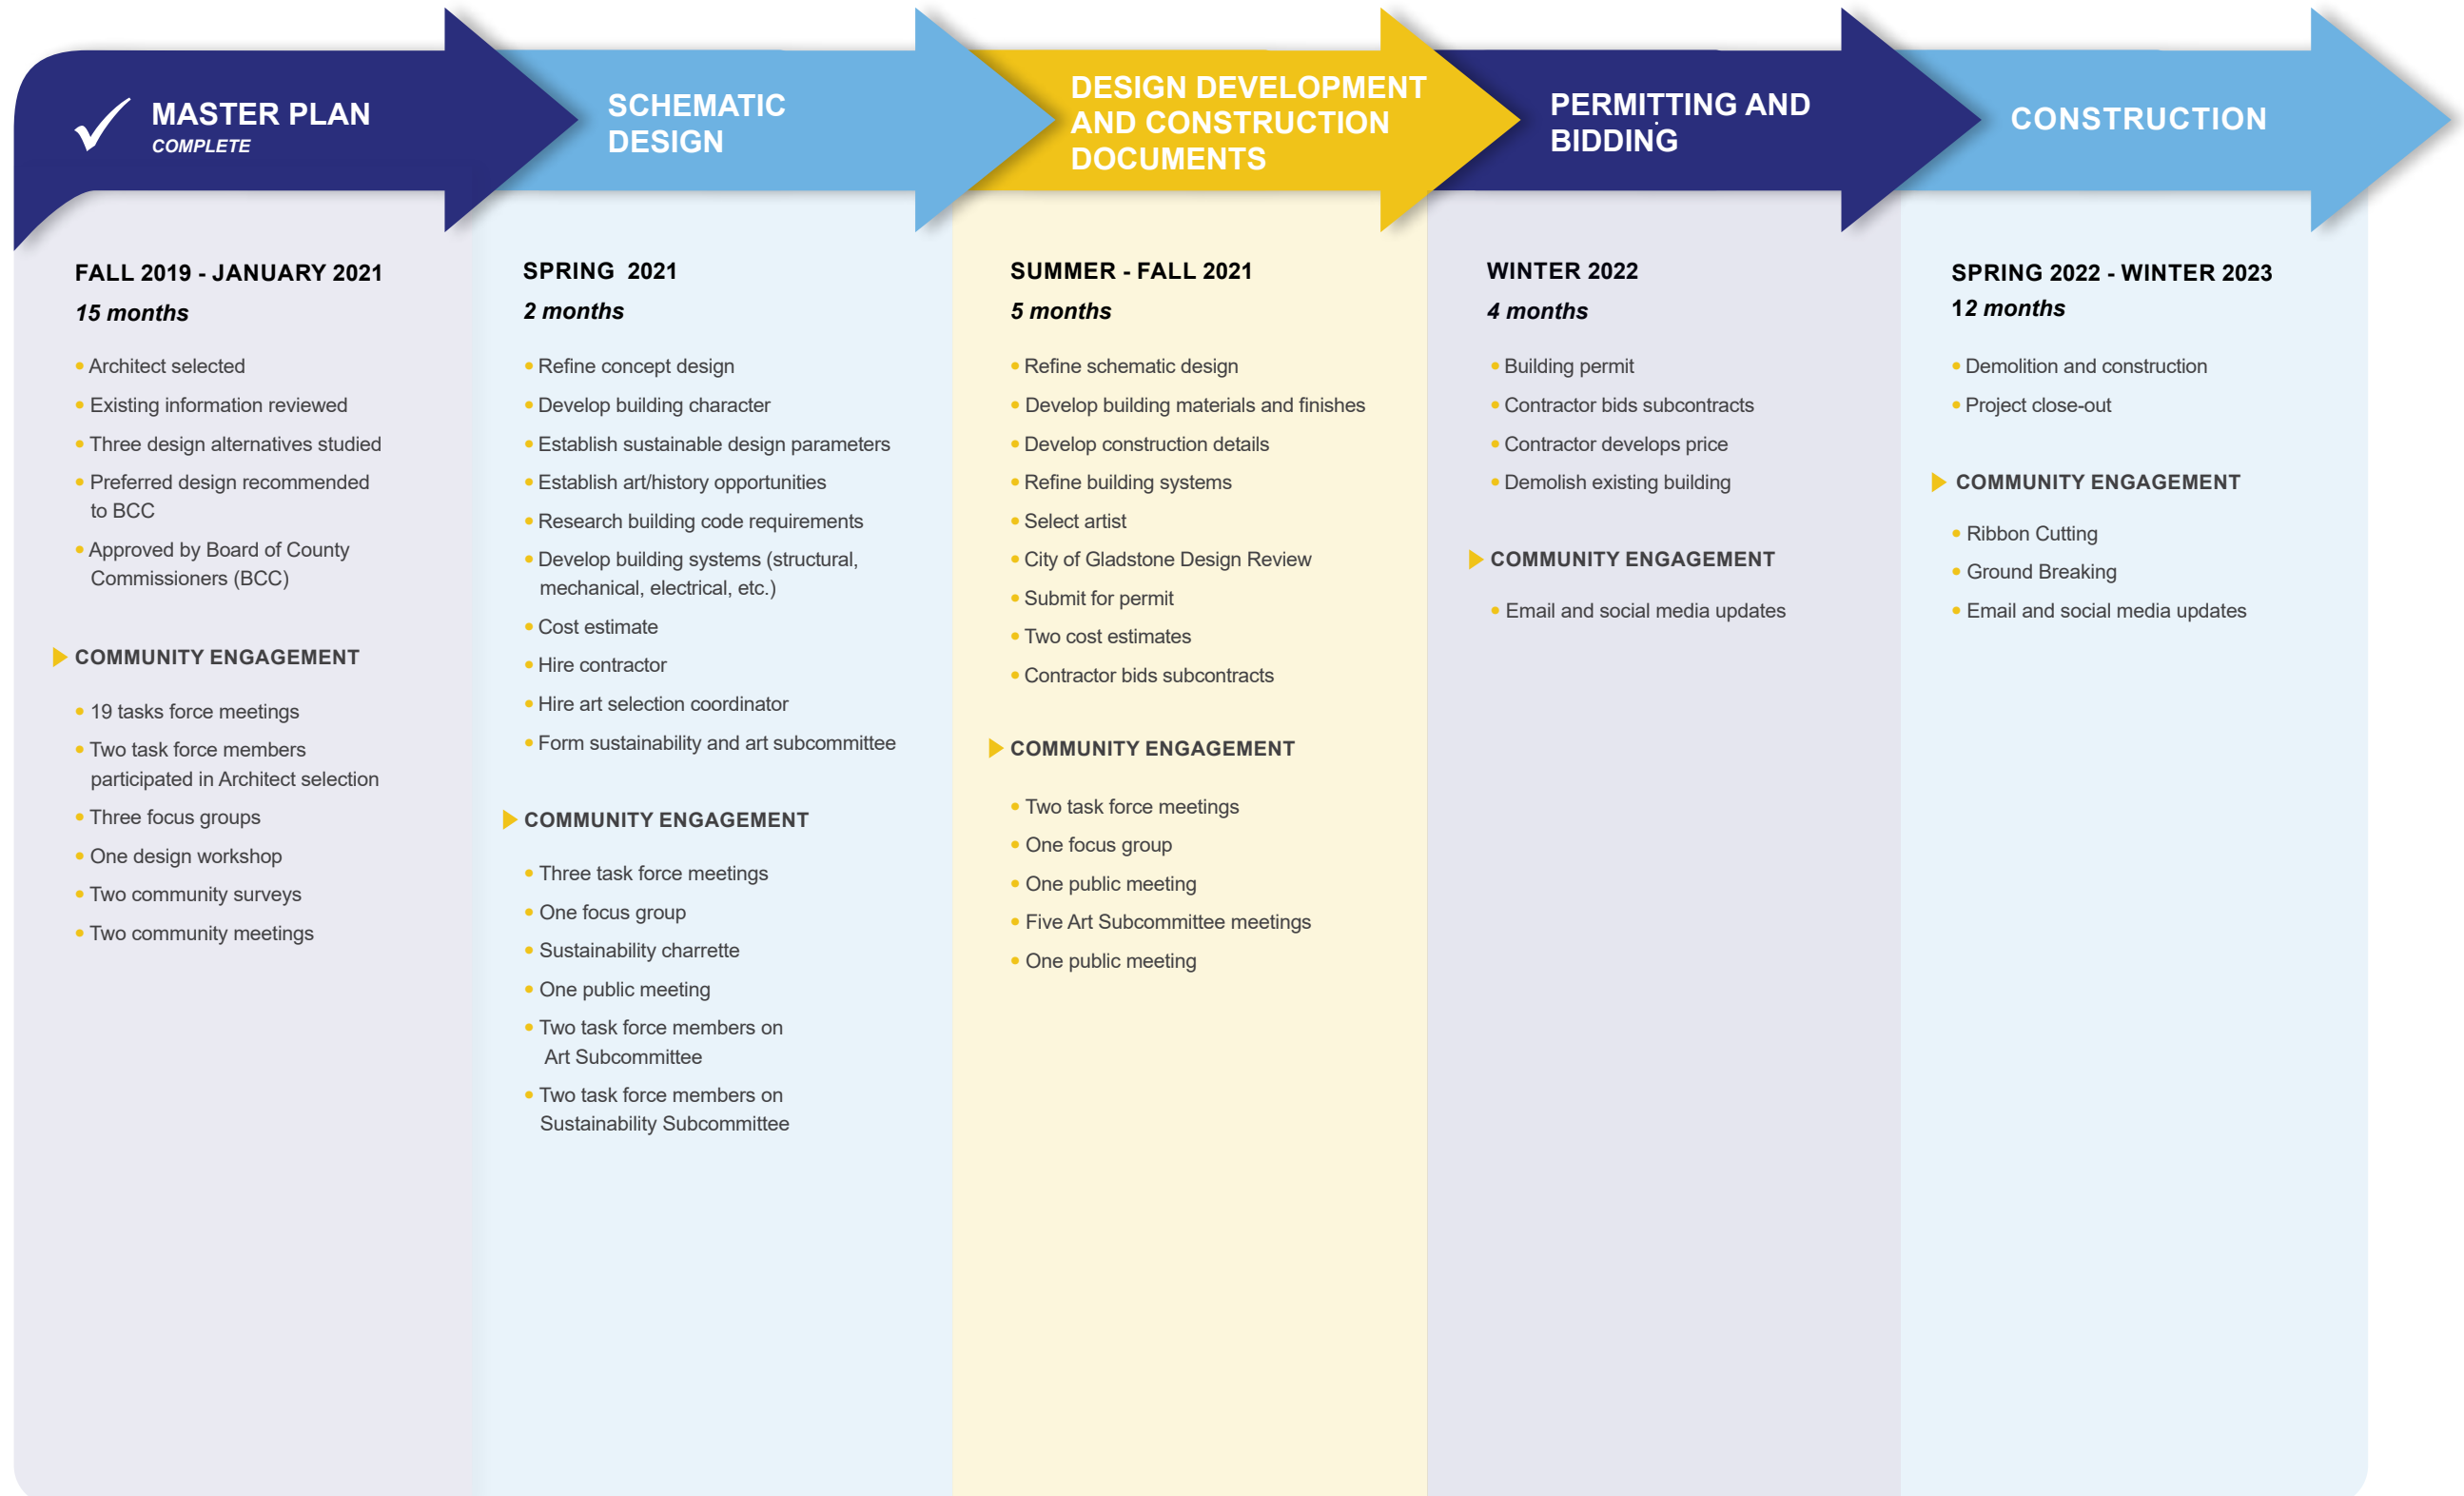 MASTER PLAN
COMPLETE
FALL 2019 - JANUARY 2021
15 months
• Architect selected
• Existing information reviewed
• Three design alternatives studied
• Preferred design recommended
to BCC
• Approved by Board of County
Commissioners (BCC)
COMMUNITY ENGAGEMENT
• 19 tasks force meetings
• Two task force members
participated in Architect selection
• Three focus groups
• One design workshop
• Two community surveys
• Two community meetings
SCHEMATIC
DESIGN
SPRING 2021
2 months
• Refine concept design
• Develop building character
• Establish sustainable design parameters
• Establish art/history opportunities
• Research building code requirements
• Develop building systems (structural,
mechanical, electrical, etc.)
• Cost estimate
• Hire contractor
• Hire art selection coordinator
• Form sustainability and art subcommittee
COMMUNITY ENGAGEMENT
• Three task force meetings
• One focus group
• Sustainability charrette
• One public meeting
• Two task force members on
Art Subcommittee
• Two task force members on
Sustainability Subcommittee
DESIGN DEVELOPMENT
AND CONSTRUCTION
DOCUMENTS
SUMMER - FALL 2021
5 months
• Refine schematic design
• Develop building materials and finishes
• Develop construction details
• Refine building systems
• Select artist
• City of Gladstone Design Review
• Submit for permit
• Two cost estimates
• Contractor bids subcontracts
COMMUNITY ENGAGEMENT
• Two task force meetings
• One focus group
• One public meeting
• Five Art Subcommittee meetings
• One public meeting
PERMITTING AND
BIDDING
WINTER 2022
4 months
• Building permit
• Contractor bids subcontracts
• Contractor develops price
• Demolish existing building
COMMUNITY ENGAGEMENT
• Email and social media updates
CONSTRUCTION
SPRING 2022 - WINTER 2023
12 months
• Demolition and construction
• Project close-out
COMMUNITY ENGAGEMENT
• Ribbon Cutting
• Ground Breaking
• Email and social media updates